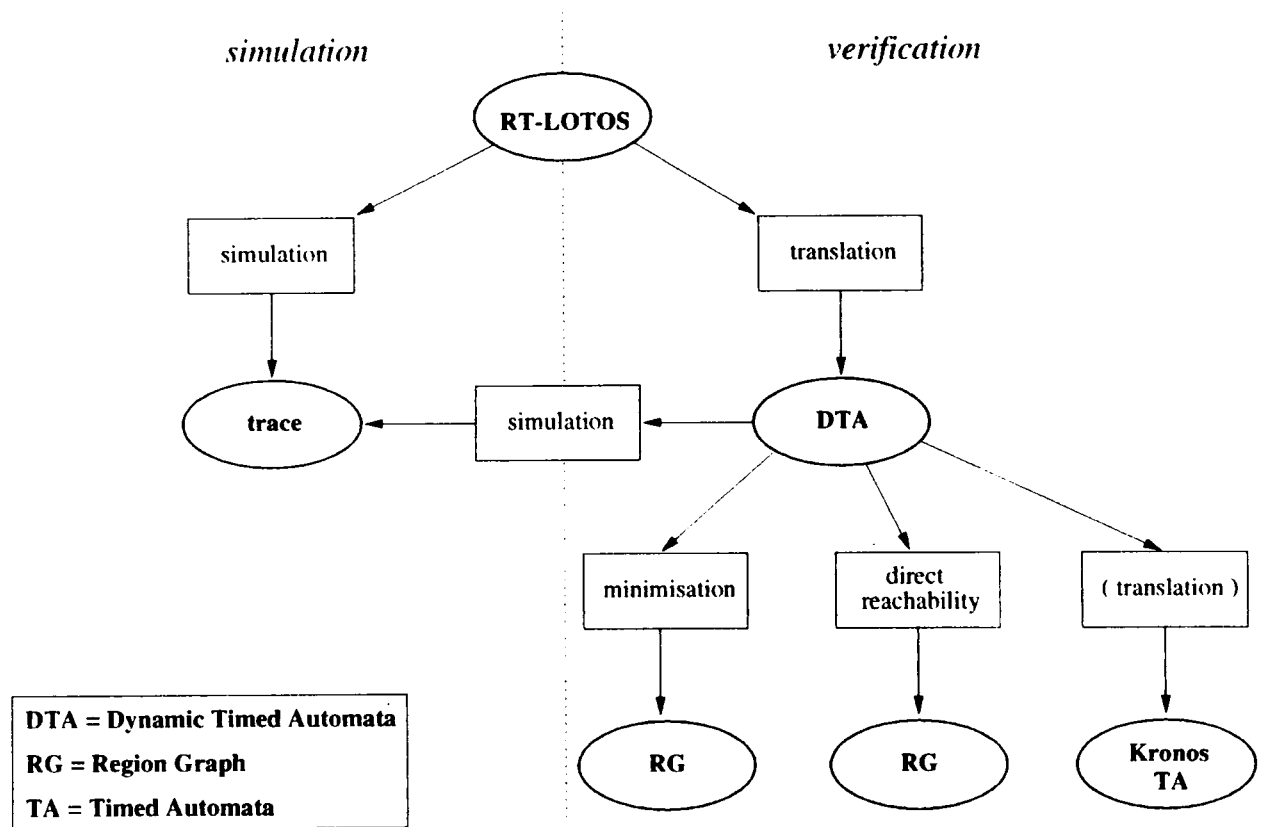 simulation
verification
RT-LOTOS
simulation
translation
trace
simulation
DTA
minimisation
direct
reachability
( translation )
DTA = Dynamic Timed Automata
RG = Region Graph
TA = Timed Automata
RG
RG
Kronos
TA